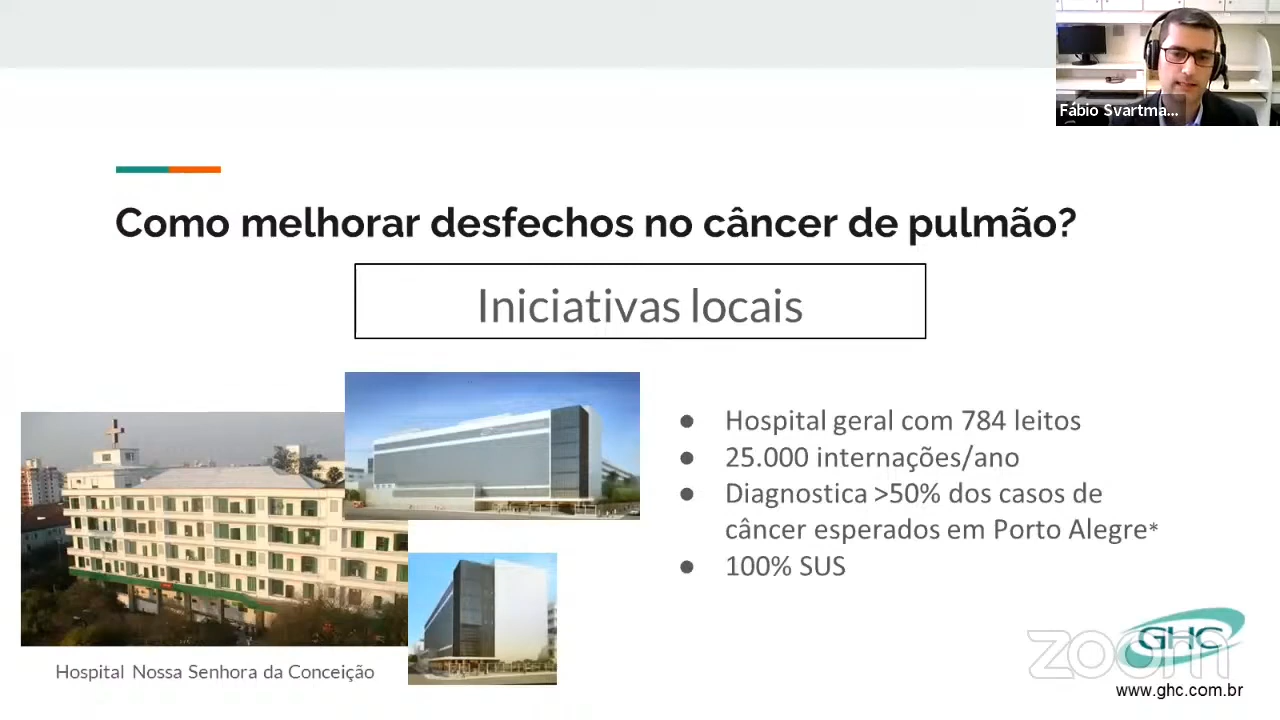 Fábio Svartma...
Como melhorar desfechos no câncer de pulmão?
Iniciativas locais
● Hospital geral com 784 leitos
● 25.000 internações/ano
● Diagnostica >50% dos casos de
câncer esperados em Porto Alegre*
● 100% SUS
Hospital Nossa Senhora da Conceição
GHC
zoom
www.ghc.com.br